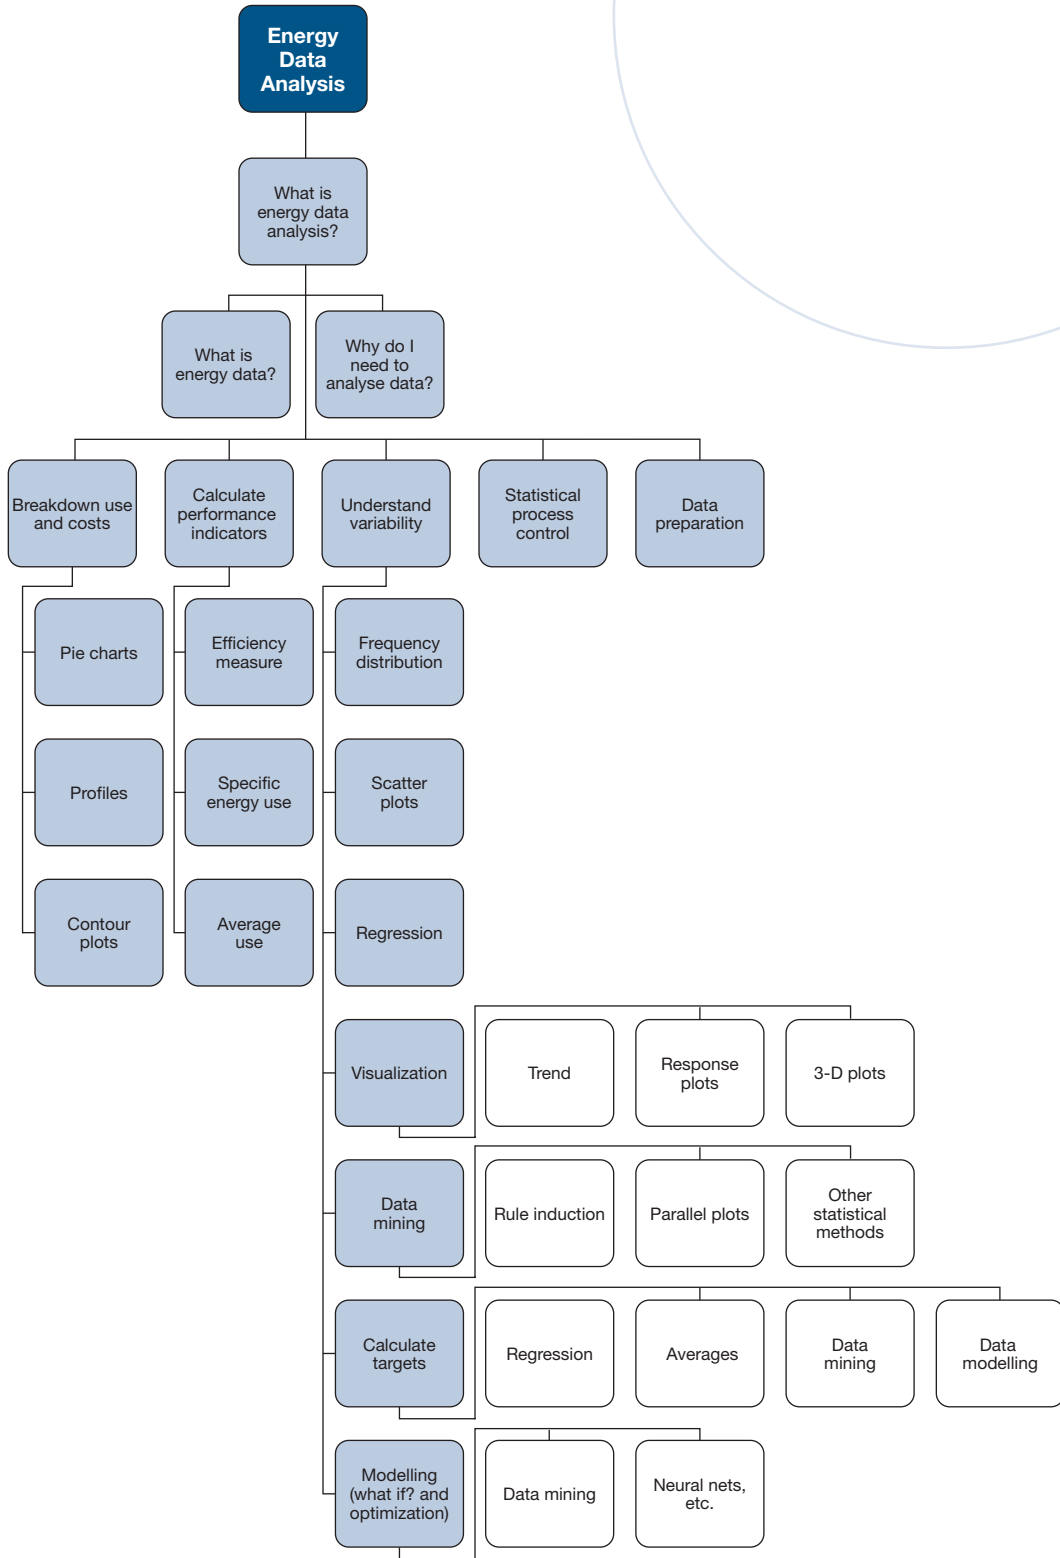 Energy
Data
Analysis
What is
energy data
analysis?
What is
energy data?
Why do I
need to
analyse data?
Breakdown use
and costs
Calculate
performance
indicators
Understand
variability
Statistical
process
control
Data
preparation
Pie charts
Efficiency
measure
Frequency
distribution
Profiles
Specific
energy use
Scatter
plots
Contour
plots
Average
use
Regression
Visualization
Trend
Response
plots
3-D plots
Data
mining
Rule induction
Parallel plots
Other
statistical
methods
Calculate
targets
Regression
Averages
Data
mining
Data
modelling
Modelling
(what if? and
optimization)
Data mining
Neural nets,
etc.